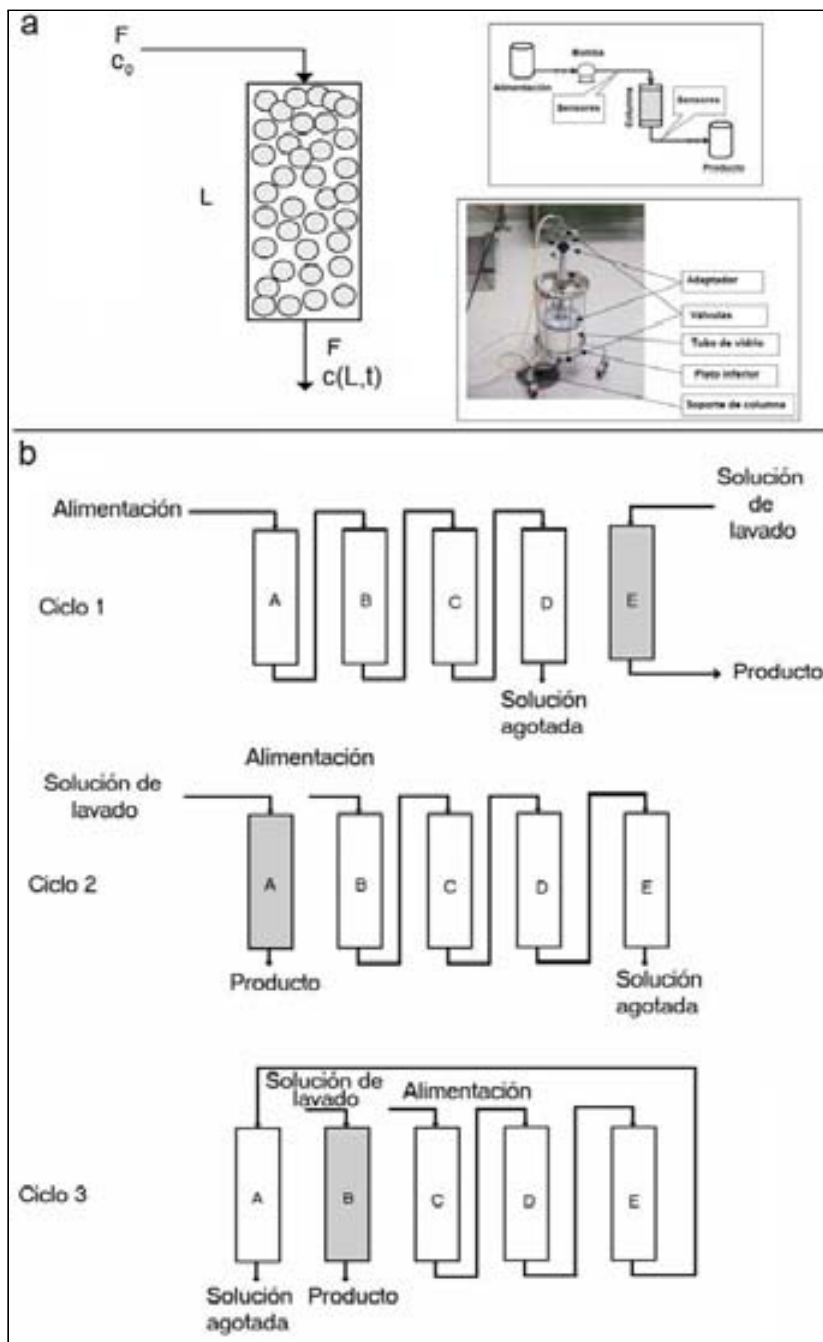 a
F
c₀
L
F
c(L,t)
Alimentación
Bomba
Sensores
Columna
Sensores
Producto
Adaptador
Válvulas
Tubo de vidrio
Plato inferior
Soporte de columna
b
Alimentación
Solución
de
lavado
Ciclo 1
A
B
C
D
E
Producto
Solución
agotada
Alimentación
Solución de
lavado
Ciclo 2
A
B
C
D
E
Producto
Solución
agotada
Solución de
lavado
Alimentación
Ciclo 3
A
B
C
D
E
Solución
agotada
Producto